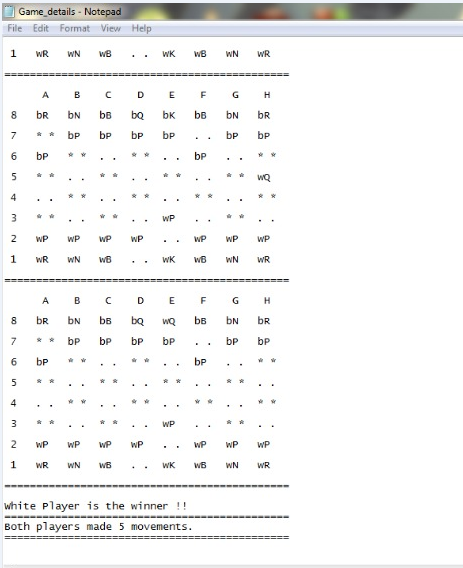 Game_details - Notepad
File Edit Format View Help
1 wR wN wB . . wK wB wN wR
=============================================
A B C D E F G H
8 bR bN bB bQ bK bB bN bR
7 * * bP bP bP bP . . bP bP
6 bP * * . . * * . . bP . . * *
5 * * . . * * . . * * . . * * wQ
4 . . * * . . * * . . * * . . * *
3 * * . . * * . . wP . . * * . .
2 wP wP wP wP . . wP wP wP
1 wR wN wB . . wK wB wN wR
=============================================
A B C D E F G H
8 bR bN bB bQ wQ bB bN bR
7 * * bP bP bP bP . . bP bP
6 bP * * . . * * . . bP . . * *
5 * * . . * * . . * * . . * * . .
4 . . * * . . * * . . * * . . * *
3 * * . . * * . . wP . . * * . .
2 wP wP wP wP . . wP wP wP
1 wR wN wB . . wK wB wN wR
=============================================
White Player is the winner !!
=============================================
Both players made 5 movements.
=============================================